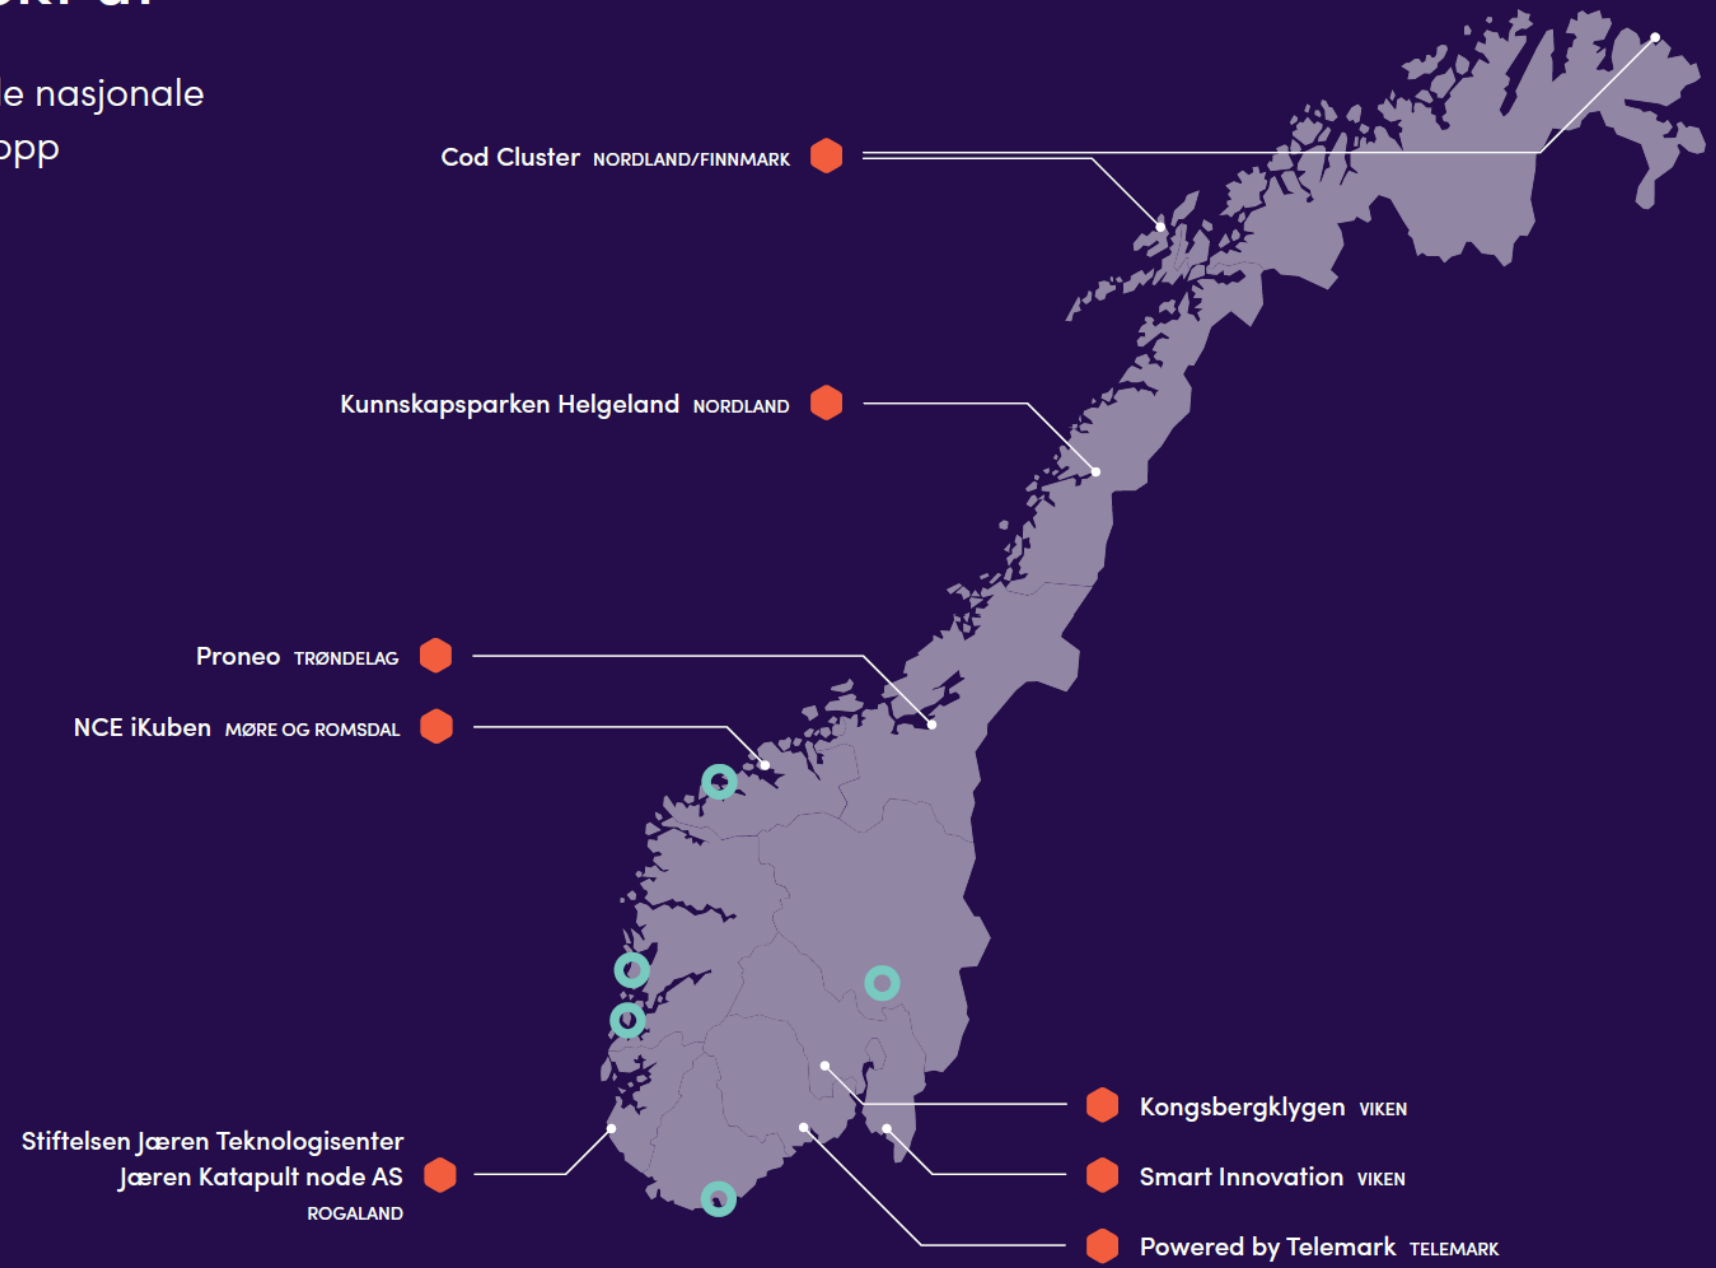 nasjonale
opp
Cod Cluster NORDLAND/FINNMARK
Kunnskapsparken Helgeland NORDLAND
Proneo TRØNDELAG
NCE iKuben MØRE OG ROMSDAL
Stiftelsen Jæren Teknologisenter
Jæren Katapult node AS
ROGALAND
Kongsbergklygen VIKEN
Smart Innovation VIKEN
Powered by Telemark TELEMARK